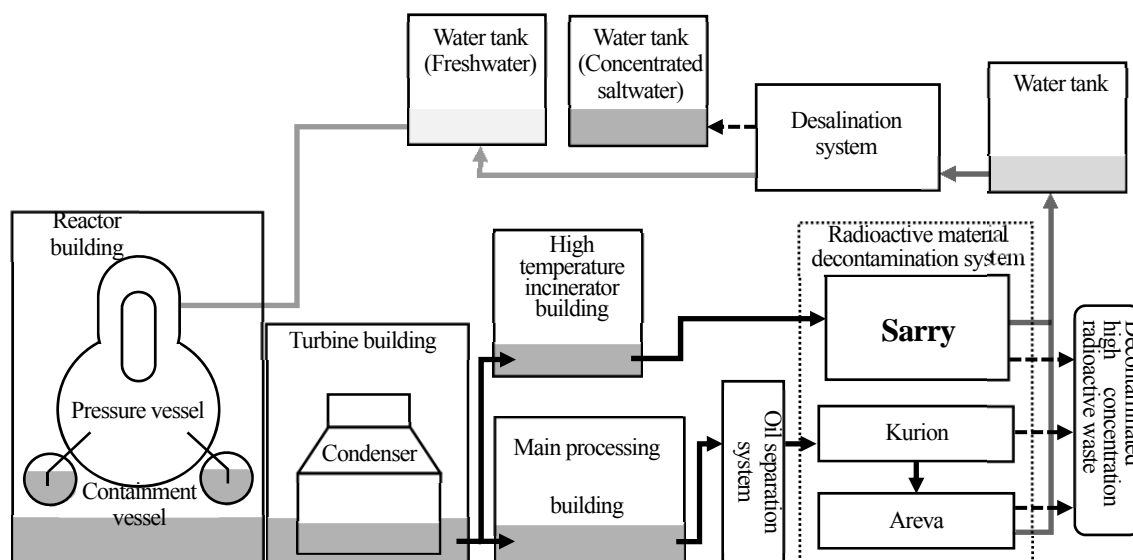 Water tank
(Freshwater)
Water tank
(Concentrated
saltwater)
Desalination
system
Water tank
Reactor
building
Pressure vessel
Containment
vessel
Turbine building
Condenser
High
temperature
incinerator
building
Main processing
building
Oil separation
system
Radioactive material
decontamination system
Sarry
Kurion
Areva
Decontaminated
high concentration
radioactive waste